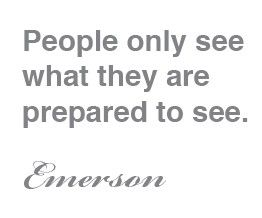 People only see
what they are
prepared to see.
Emerson